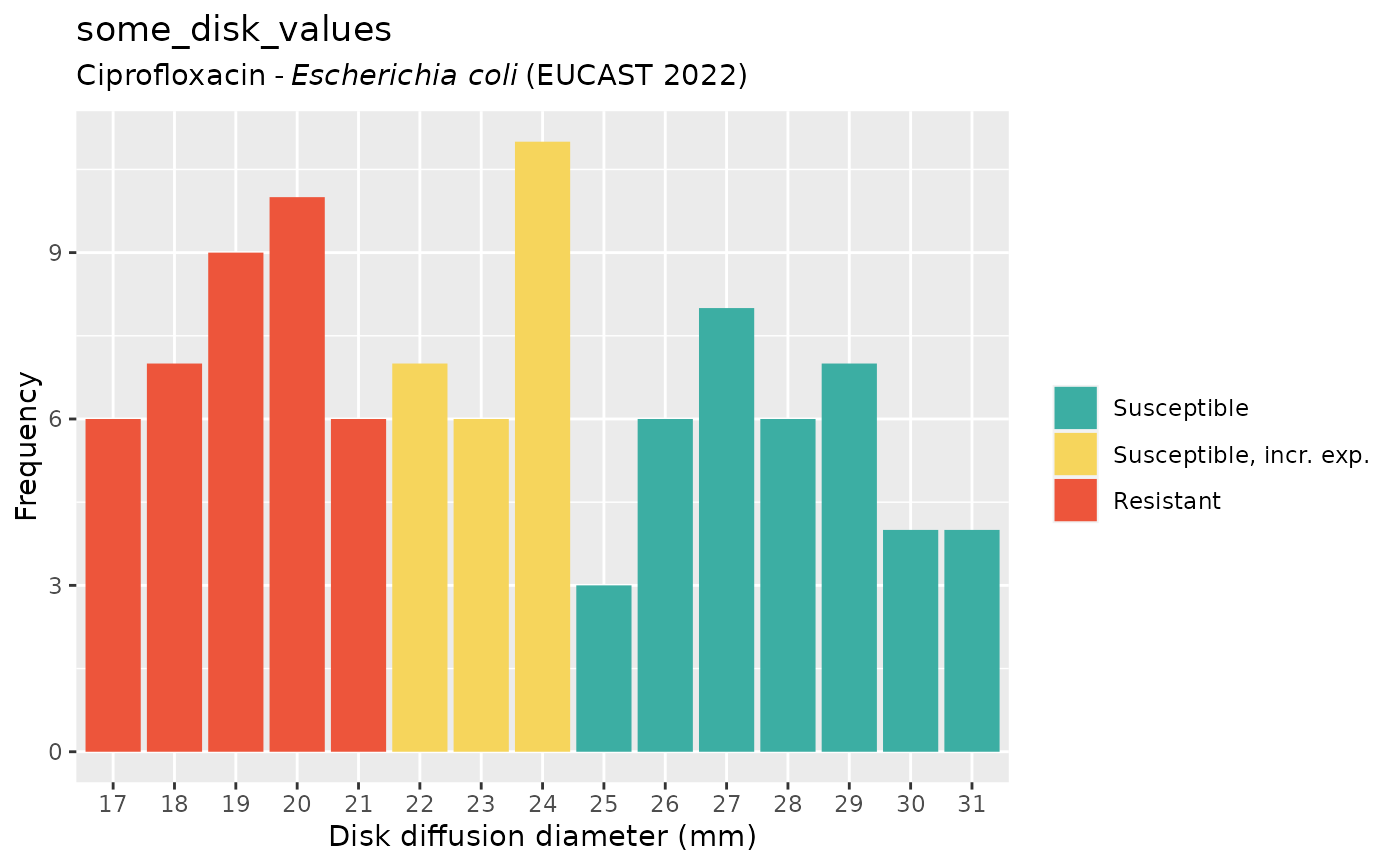 some_disk_values
Ciprofloxacin - Escherichia coli (EUCAST 2022)
Frequency
9
6
3
0
17 18 19 20 21 22 23 24 25 26 27 28 29 30 31
Disk diffusion diameter (mm)
Susceptible
Susceptible, incr. exp.
Resistant